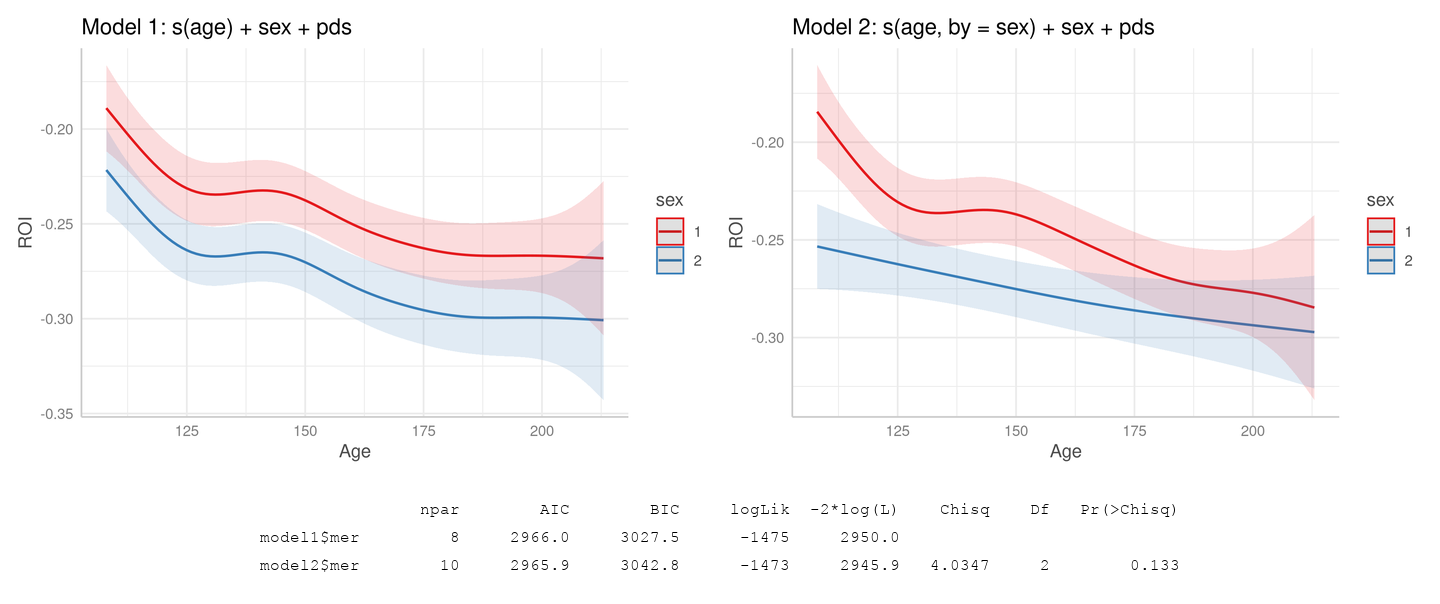 Model 1: s(age) + sex + pds
-0.20
-0.25
-0.30
-0.35
ROI
125 150 175 200
Age
sex
1
2
Model 2: s(age, by = sex) + sex + pds
-0.20
-0.25
-0.30
ROI
125 150 175 200
Age
sex
1
2
npar AIC BIC logLik -2*log(L) Chisq Df Pr(>Chisq)
model1$mer 8 2966.0 3027.5 -1475 2950.0
model2$mer 10 2965.9 3042.8 -1473 2945.9 4.0347 2 0.133